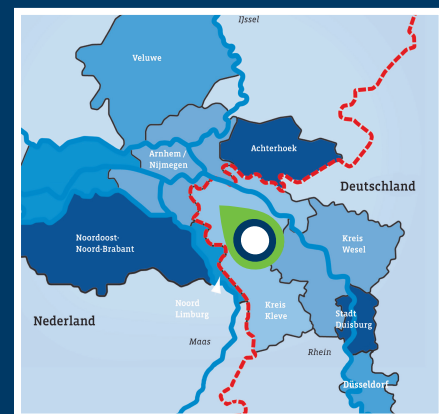 IJssel
Veluwe
Achterhoek
Arnhem /
Nijmegen
Deutschland
Noordoost-
Noord-Brabant
Kreis
Wesel
Noord
Limburg
Kreis
Kleve
Stadt
Duisburg
Nederland
Maas
Rhein
Düsseldorf